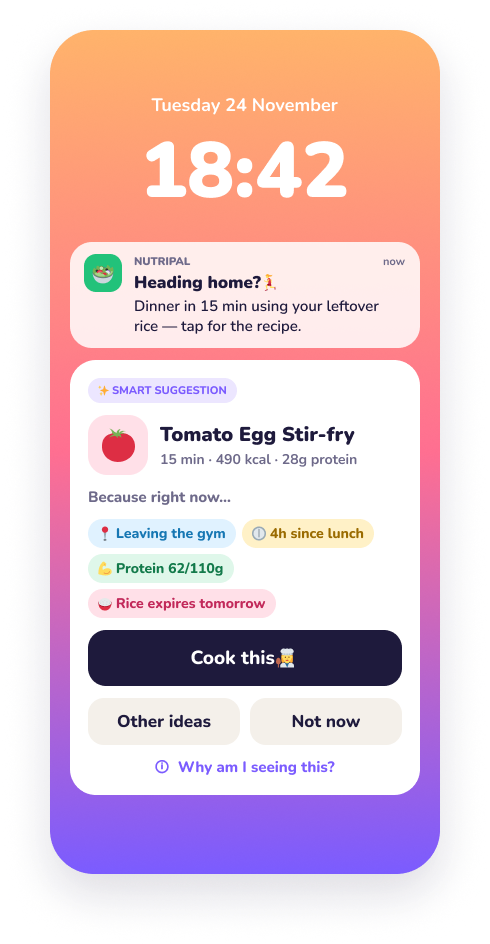 Tuesday 24 November
18:42
NUTRIPAL
now
Heading home?💃
Dinner in 15 min using your leftover
rice — tap for the recipe.
✨ SMART SUGGESTION
Tomato Egg Stir-fry
15 min · 490 kcal · 28g protein
Because right now...
📍 Leaving the gym
🕕 4h since lunch
💪 Protein 62/110g
🍚 Rice expires tomorrow
Cook this🧑‍🍳
Other ideas
Not now
ⓘ Why am I seeing this?